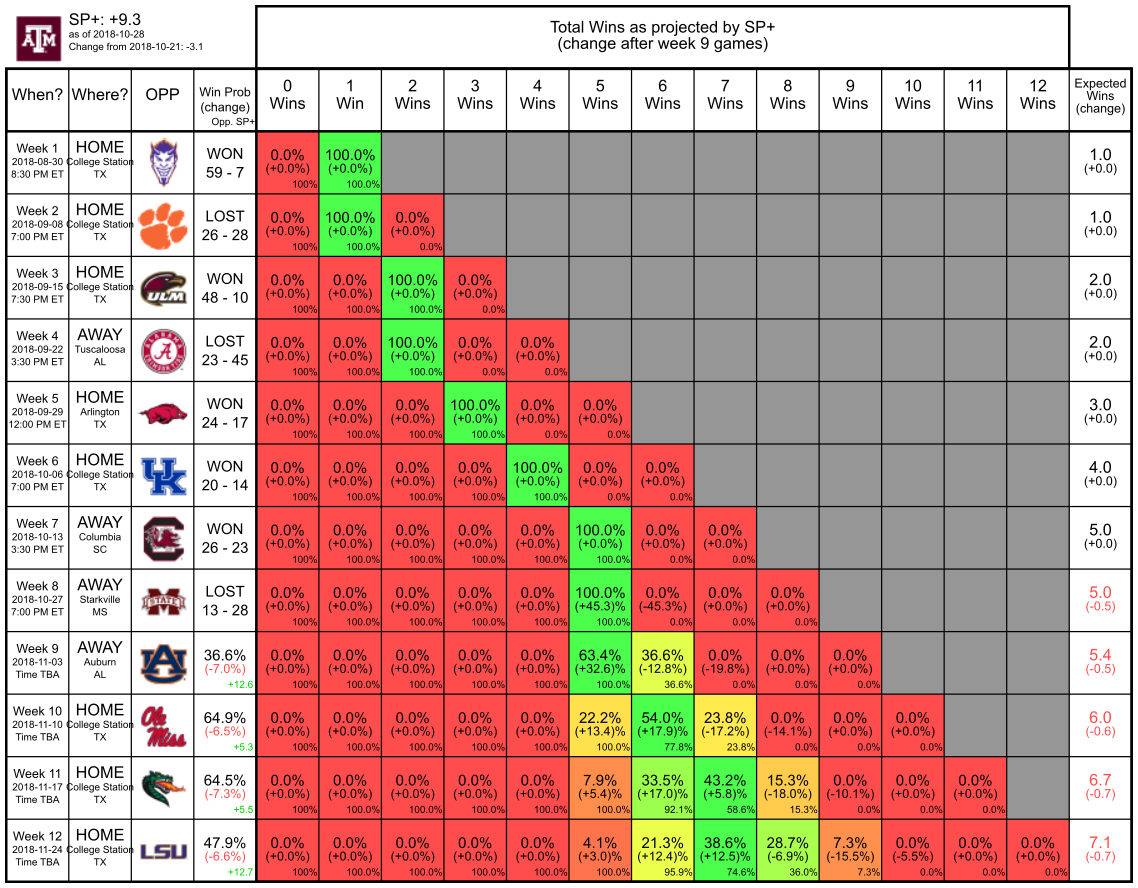 ATM
SP+: +9.3
as of 2018-10-28
Change from 2018-10-21: -3.1
Total Wins as projected by SP+
(change after week 9 games)
When?
Where?
OPP
Win Prob
(change)
Opp. SP+
0
Wins
1
Win
2
Wins
3
Wins
4
Wins
5
Wins
6
Wins
7
Wins
8
Wins
9
Wins
10
Wins
11
Wins
12
Wins
Expected
Wins
(change)
Week 1
2018-08-30
8:30 PM ET
HOME
College Station
TX
WON
59 - 7
0.0%
(+0.0%)
100%
100.0%
(+0.0%)
100.0%
1.0
(+0.0)
Week 2
2018-09-08
7:00 PM ET
HOME
College Station
TX
LOST
26 - 28
0.0%
(+0.0%)
100%
100.0%
(+0.0%)
100.0%
0.0%
(+0.0%)
0.0%
1.0
(+0.0)
Week 3
2018-09-15
7:30 PM ET
HOME
College Station
TX
ULM
WON
48 - 10
0.0%
(+0.0%)
100%
0.0%
(+0.0%)
100.0%
100.0%
(+0.0%)
100.0%
0.0%
(+0.0%)
0.0%
2.0
(+0.0)
Week 4
2018-09-22
3:30 PM ET
AWAY
Tuscaloosa
AL
ALABAMA
A
CRIMSON TIDE
LOST
23 - 45
0.0%
(+0.0%)
100%
0.0%
(+0.0%)
100.0%
100.0%
(+0.0%)
100.0%
0.0%
(+0.0%)
0.0%
0.0%
(+0.0%)
0.0%
2.0
(+0.0)
Week 5
2018-09-29
12:00 PM ET
HOME
Arlington
TX
WON
24 - 17
0.0%
(+0.0%)
100%
0.0%
(+0.0%)
100.0%
0.0%
(+0.0%)
100.0%
100.0%
(+0.0%)
100.0%
0.0%
(+0.0%)
0.0%
0.0%
(+0.0%)
0.0%
3.0
(+0.0)
Week 6
2018-10-06
7:00 PM ET
HOME
College Station
TX
UK
WON
20 - 14
0.0%
(+0.0%)
100%
0.0%
(+0.0%)
100.0%
0.0%
(+0.0%)
100.0%
0.0%
(+0.0%)
100.0%
100.0%
(+0.0%)
100.0%
0.0%
(+0.0%)
0.0%
0.0%
(+0.0%)
0.0%
4.0
(+0.0)
Week 7
2018-10-13
3:30 PM ET
AWAY
Columbia
SC
C
WON
26 - 23
0.0%
(+0.0%)
100%
0.0%
(+0.0%)
100.0%
0.0%
(+0.0%)
100.0%
0.0%
(+0.0%)
100.0%
0.0%
(+0.0%)
100.0%
100.0%
(+0.0%)
100.0%
0.0%
(+0.0%)
0.0%
0.0%
(+0.0%)
0.0%
5.0
(+0.0)
Week 8
2018-10-27
7:00 PM ET
AWAY
Starkville
MS
M
STATE
LOST
13 - 28
0.0%
(+0.0%)
100%
0.0%
(+0.0%)
100.0%
0.0%
(+0.0%)
100.0%
0.0%
(+0.0%)
100.0%
0.0%
(+0.0%)
100.0%
100.0%
(+45.3)%
100.0%
0.0%
(-45.3%)
0.0%
0.0%
(+0.0%)
0.0%
0.0%
(+0.0%)
0.0%
5.0
(-0.5)
Week 9
2018-11-03
Time TBA
AWAY
Auburn
AL
AU
36.6%
(-7.0%)
+12.6
0.0%
(+0.0%)
100%
0.0%
(+0.0%)
100.0%
0.0%
(+0.0%)
100.0%
0.0%
(+0.0%)
100.0%
0.0%
(+0.0%)
100.0%
63.4%
(+32.6)%
100.0%
36.6%
(-12.8%)
36.6%
0.0%
(-19.8%)
0.0%
0.0%
(+0.0%)
0.0%
0.0%
(+0.0%)
0.0%
5.4
(-0.5)
Week 10
2018-11-10
Time TBA
HOME
College Station
TX
Ole
Miss
64.9%
(-6.5%)
+5.3
0.0%
(+0.0%)
100%
0.0%
(+0.0%)
100.0%
0.0%
(+0.0%)
100.0%
0.0%
(+0.0%)
100.0%
0.0%
(+0.0%)
100.0%
22.2%
(+13.4)%
100.0%
54.0%
(+17.9)%
77.8%
23.8%
(-17.2%)
23.8%
0.0%
(-14.1%)
0.0%
0.0%
(+0.0%)
0.0%
0.0%
(+0.0%)
0.0%
6.0
(-0.6)
Week 11
2018-11-17
Time TBA
HOME
College Station
TX
64.5%
(-7.3%)
+5.5
0.0%
(+0.0%)
100%
0.0%
(+0.0%)
100.0%
0.0%
(+0.0%)
100.0%
0.0%
(+0.0%)
100.0%
0.0%
(+0.0%)
100.0%
7.9%
(+5.4)%
100.0%
33.5%
(+17.0)%
92.1%
43.2%
(+5.8)%
58.6%
15.3%
(-18.0%)
15.3%
0.0%
(-10.1%)
0.0%
0.0%
(+0.0%)
0.0%
0.0%
(+0.0%)
0.0%
6.7
(-0.7)
Week 12
2018-11-24
Time TBA
HOME
College Station
TX
LSU
47.9%
(-6.6%)
+12.7
0.0%
(+0.0%)
100%
0.0%
(+0.0%)
100.0%
0.0%
(+0.0%)
100.0%
0.0%
(+0.0%)
100.0%
0.0%
(+0.0%)
100.0%
4.1%
(+3.0)%
100.0%
21.3%
(+12.4)%
95.9%
38.6%
(+12.5)%
74.6%
28.7%
(-6.9%)
36.0%
7.3%
(-15.5%)
7.3%
0.0%
(-5.5%)
0.0%
0.0%
(+0.0%)
0.0%
0.0%
(+0.0%)
0.0%
7.1
(-0.7)